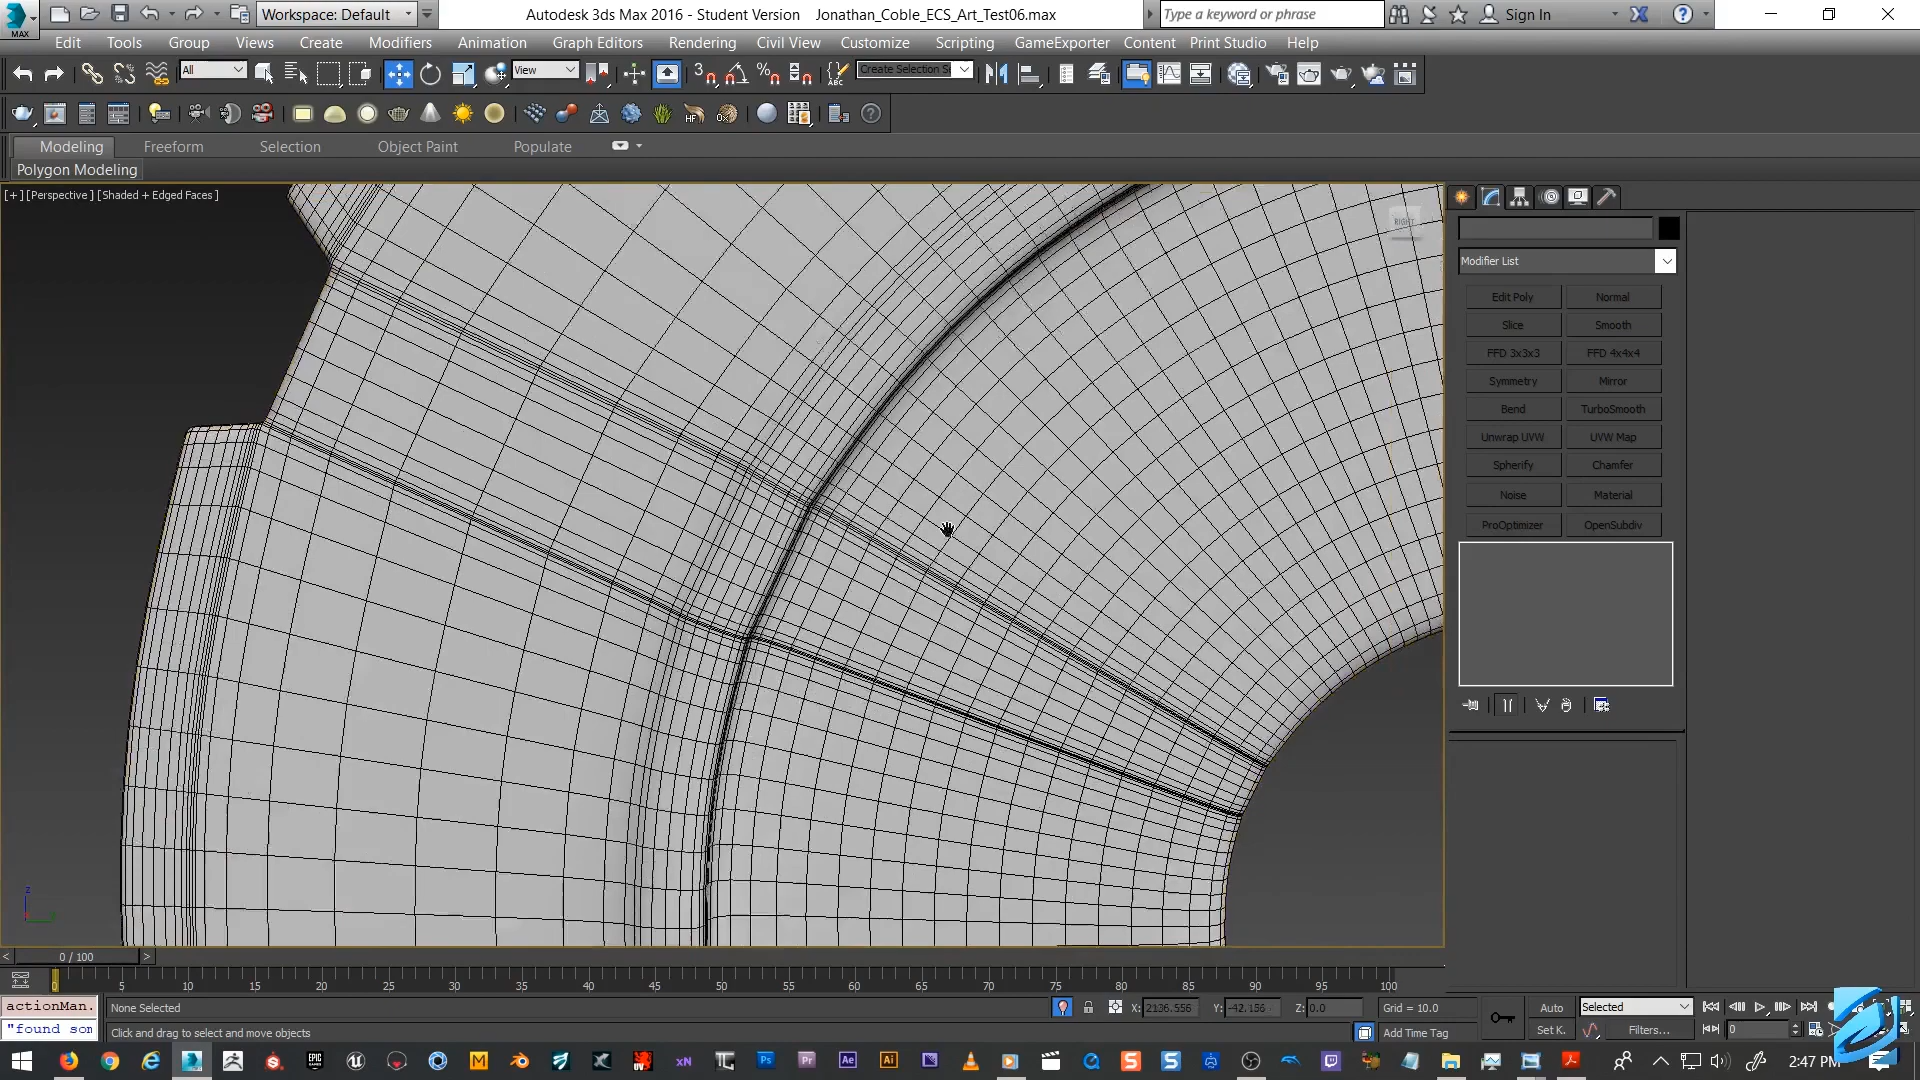 MAX
Workspace: Default
Autodesk 3ds Max 2016 - Student Version    Jonathan_Coble_ECS_Art_Test06.max
Type a keyword or phrase
Sign In
Edit Tools Group Views Create Modifiers Animation Graph Editors Rendering Civil View Customize Scripting GameExporter Content Print Studio Help
All
View
Create Selection S
Modeling Freeform Selection Object Paint Populate
Polygon Modeling
[+] [Perspective] [Shaded + Edged Faces]
RIGHT
Modifier List
Edit Poly Normal
Slice Smooth
FFD 3x3x3 FFD 4x4x4
Symmetry Mirror
Bend TurboSmooth
Unwrap UVW UVW Map
Spherify Chamfer
Noise Material
ProOptimizer OpenSubdiv
0 / 100
0 5 10 15 20 25 30 35 40 45 50 55 60 65 70 75 80 85 90 95 100
actionMan.
None Selected
X: 2136.556 Y: -42.156 Z: 0.0
Grid = 10.0
Auto
Selected
"found som
Click and drag to select and move objects
Add Time Tag
Set K.
Filters...
0
2:47 PM